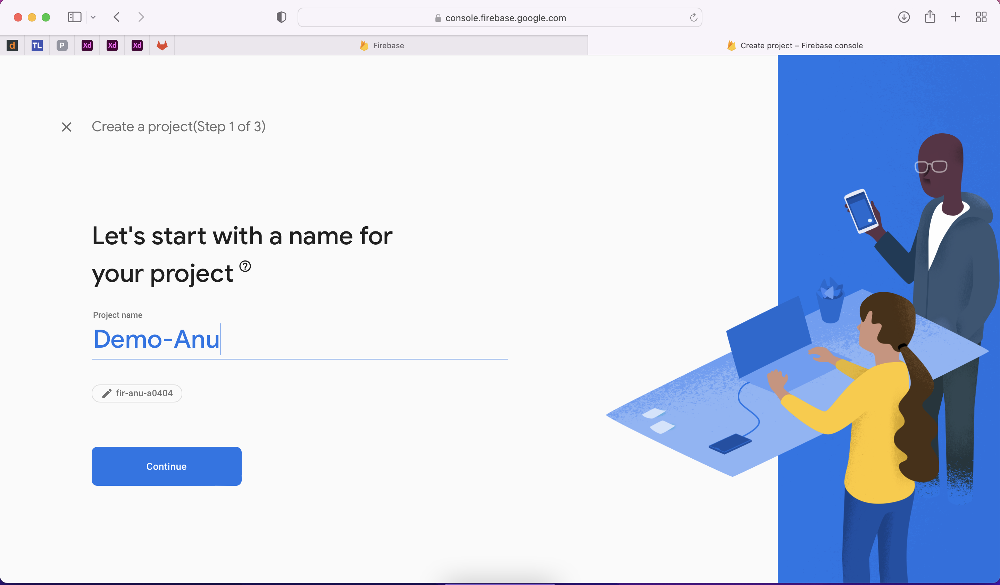 console.firebase.google.com
d
TL
P
Xd
Xd
Xd
Firebase
Create project – Firebase console
Create a project(Step 1 of 3)
Let's start with a name for
your project ?
Project name
Demo-Anu
fir-anu-a0404
Continue